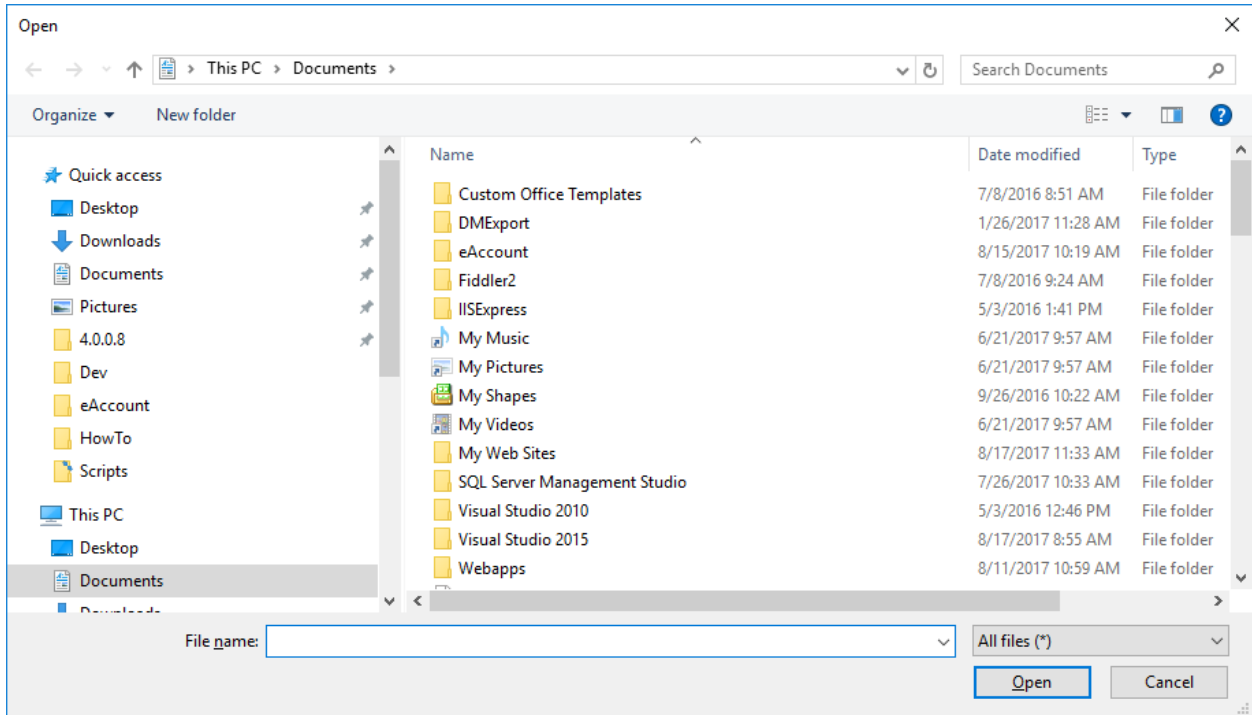 Open
This PC > Documents >
Search Documents
Organize
New folder
Quick access
Desktop
Downloads
Documents
Pictures
4.0.0.8
Dev
eAccount
HowTo
Scripts
This PC
Desktop
Documents
Downloads
Name Date modified Type
Custom Office Templates 7/8/2016 8:51 AM File folder
DMExport 1/26/2017 11:28 AM File folder
eAccount 8/15/2017 10:19 AM File folder
Fiddler2 7/8/2016 9:24 AM File folder
IISExpress 5/3/2016 1:41 PM File folder
My Music 6/21/2017 9:57 AM File folder
My Pictures 6/21/2017 9:57 AM File folder
My Shapes 9/26/2016 10:22 AM File folder
My Videos 6/21/2017 9:57 AM File folder
My Web Sites 8/17/2017 11:33 AM File folder
SQL Server Management Studio 7/26/2017 10:33 AM File folder
Visual Studio 2010 5/3/2016 12:46 PM File folder
Visual Studio 2015 8/17/2017 8:55 AM File folder
Webapps 8/11/2017 10:59 AM File folder
File name:
All files (*)
Open
Cancel